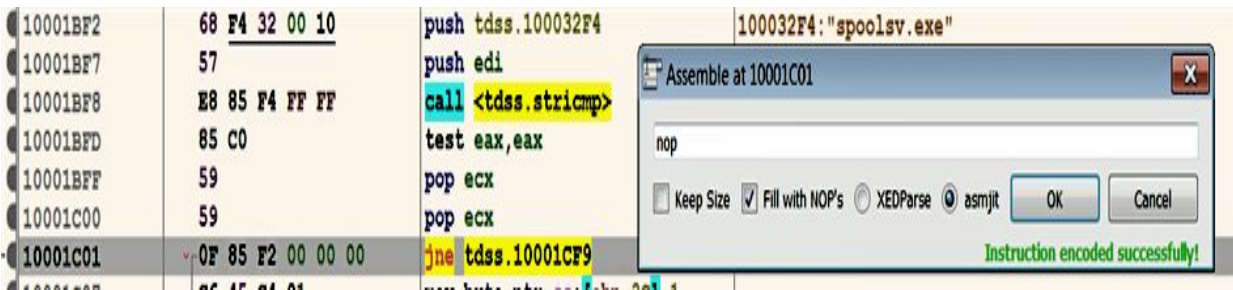 10001BF2 68 F4 32 00 10 push tdss.100032F4 100032F4:"spoolsv.exe"
10001BF7 57 push edi
10001BF8 E8 85 F4 FF FF call <tdss.stricmp>
10001BFD 85 C0 test eax,eax
10001BFF 59 pop ecx
10001C00 59 pop ecx
10001C01 0F 85 F2 00 00 00 jne tdss.10001CF9
Assemble at 10001C01
nop
Keep Size Fill with NOP's XEDParse asmjit OK Cancel
Instruction encoded successfully!